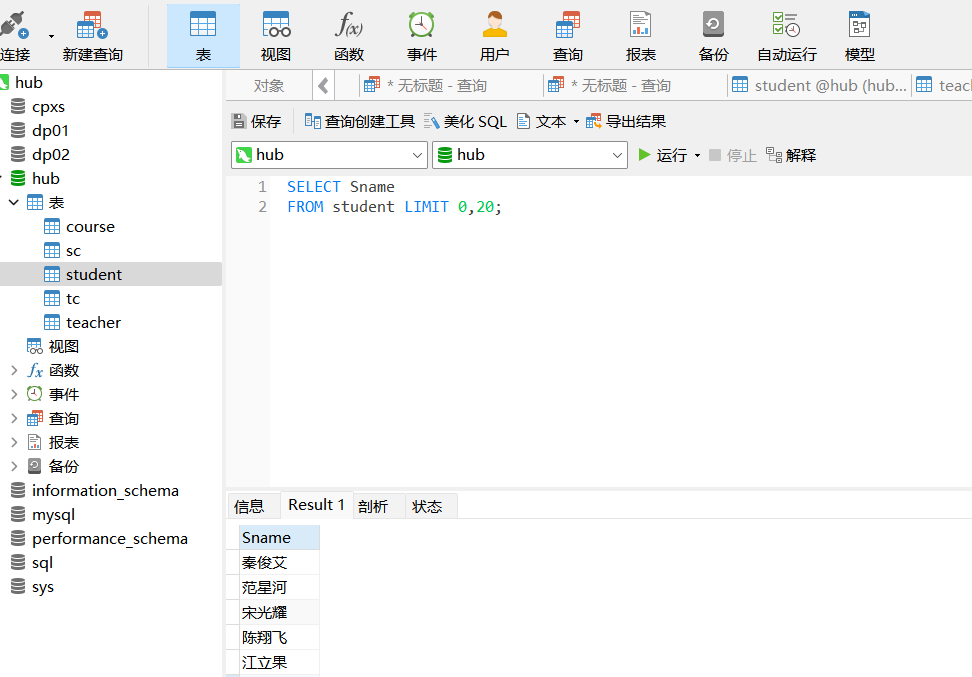 连接 新建查询 表 视图 函数 事件 用户 查询 报表 备份 自动运行 模型
hub
cpxs
dp01
dp02
hub
表
course
sc
student
tc
teacher
视图
函数
事件
查询
报表
备份
information_schema
mysql
performance_schema
sql
sys
对象 * 无标题 - 查询 * 无标题 - 查询 student @hub (hub... teac
保存 查询创建工具 美化 SQL 文本 导出结果
hub hub 运行 停止 解释
1 SELECT Sname
2 FROM student LIMIT 0,20;
信息 Result 1 剖析 状态
Sname
秦俊艾
范星河
宋光耀
陈翔飞
江立果